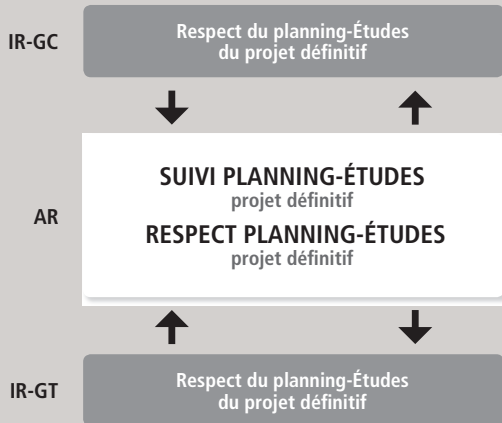 IR-GC
Respect du planning-Études
du projet définitif
AR
SUIVI PLANNING-ÉTUDES
projet définitif
RESPECT PLANNING-ÉTUDES
projet définitif
IR-GT
Respect du planning-Études
du projet définitif